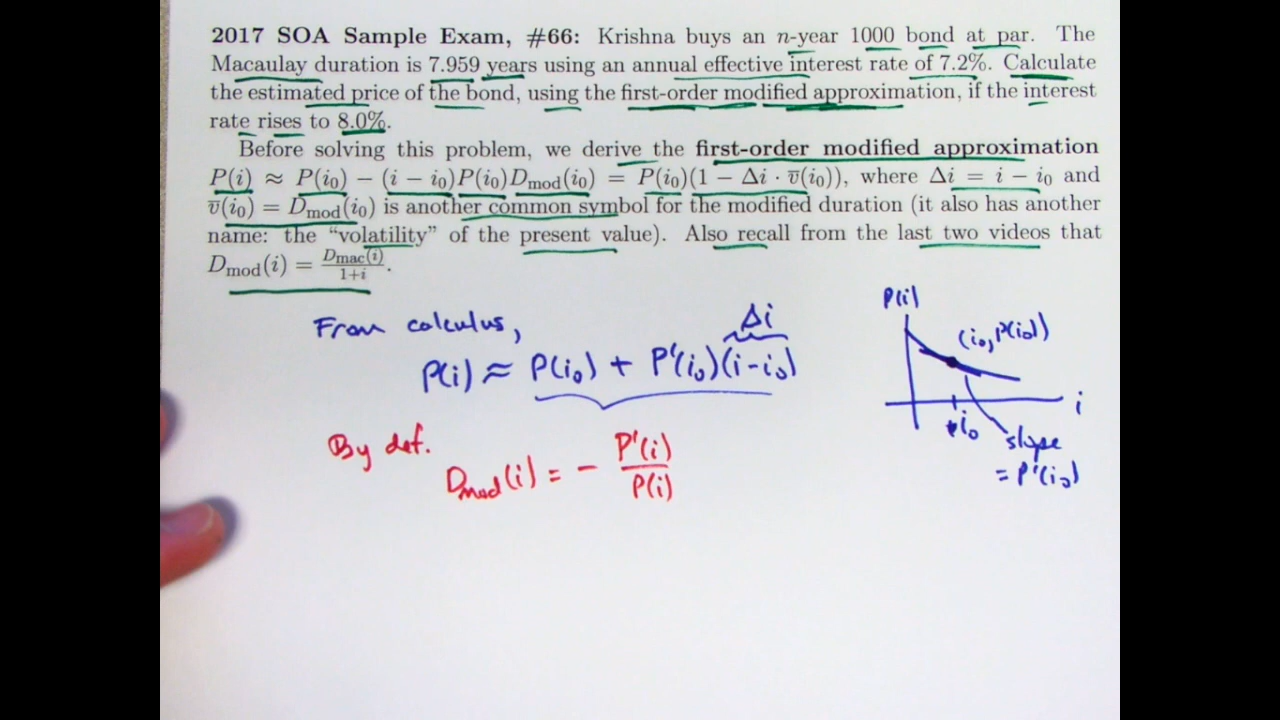 2017 SOA Sample Exam, #66: Krishna buys an n-year 1000 bond at par. The
Macaulay duration is 7.959 years using an annual effective interest rate of 7.2%. Calculate
the estimated price of the bond, using the first-order modified approximation, if the interest
rate rises to 8.0%.
Before solving this problem, we derive the first-order modified approximation
P(i) ≈ P(i₀) − (i − i₀)P(i₀)D_mod(i₀) = P(i₀)(1 − Δi · v̅(i₀)), where Δi = i − i₀ and
v̅(i₀) = D_mod(i₀) is another common symbol for the modified duration (it also has another
name: the “volatility” of the present value). Also recall from the last two videos that
D_mod(i) = D_mac(i)/1+i.
From calculus,
Δi
P(i) ≈ P(i₀) + P'(i₀)(i−i₀)
By def.
D_mod(i) = − P'(i)/P(i)
P(i)
(i₀, P(i₀))
i
i₀
slope
= P'(i₀)